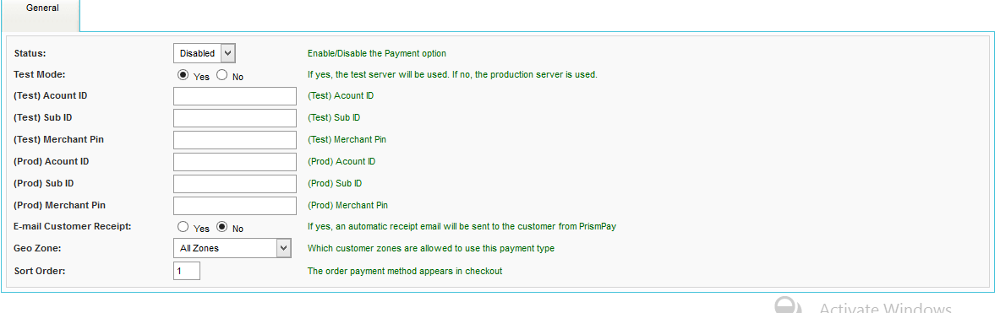 General
Status: Disabled Enable/Disable the Payment option
Test Mode: Yes No If yes, the test server will be used. If no, the production server is used.
(Test) Acount ID (Test) Acount ID
(Test) Sub ID (Test) Sub ID
(Test) Merchant Pin (Test) Merchant Pin
(Prod) Acount ID (Prod) Acount ID
(Prod) Sub ID (Prod) Sub ID
(Prod) Merchant Pin (Prod) Merchant Pin
E-mail Customer Receipt: Yes No If yes, an automatic receipt email will be sent to the customer from PrismPay
Geo Zone: All Zones Which customer zones are allowed to use this payment type
Sort Order: 1 The order payment method appears in checkout
Activate Windows